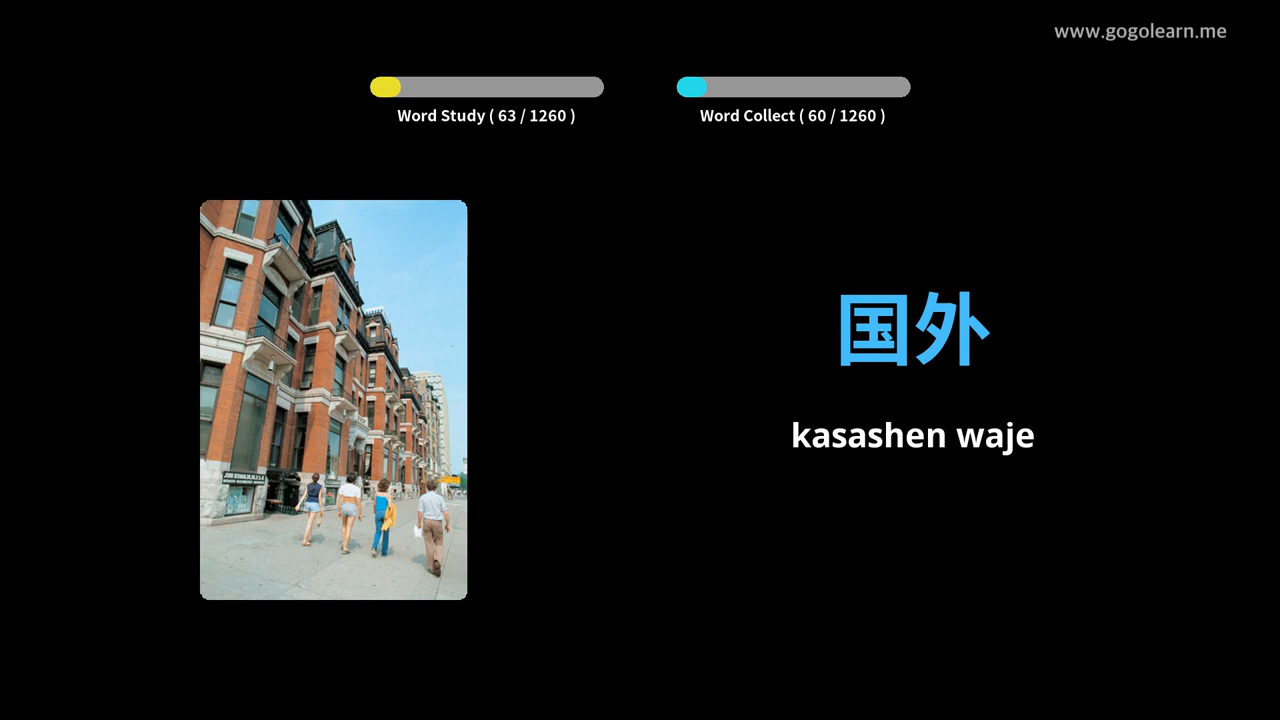 www.gogolearn.me
Word Study ( 63 / 1260 )
Word Collect ( 60 / 1260 )
国外
kasashen waje